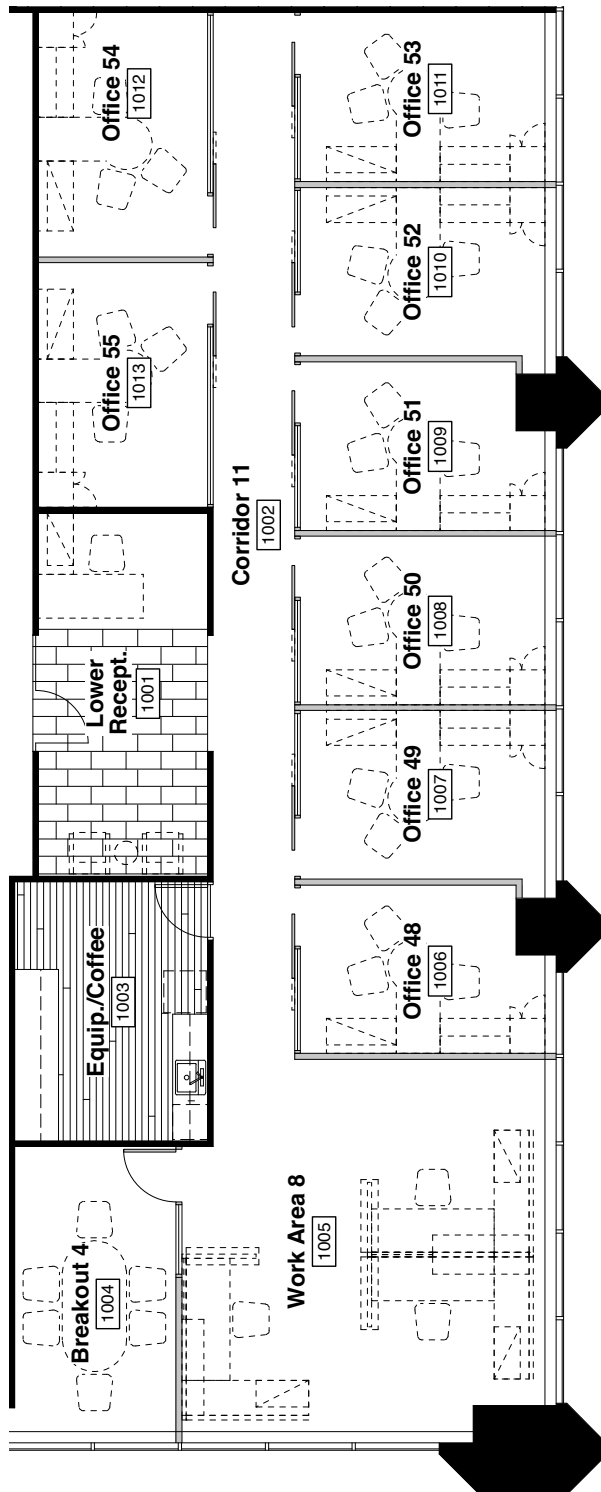 Office 54
1012
Office 53
1011
Office 55
1013
Office 52
1010
Office 51
1009
Corridor 11
1002
Office 50
1008
Lower
Recept..
1001
Office 49
1007
Equip./Coffee
1003
Office 48
1006
Breakout 4
1004
Work Area 8
1005